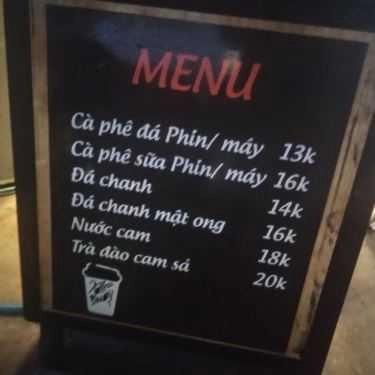 MENU
Cà phê đá Phin/ máy 13k
Cà phê sữa Phin/ máy 16k
Đá chanh 14k
Đá chanh mật ong 16k
Nước cam 18k
Trà đào cam sả 20k